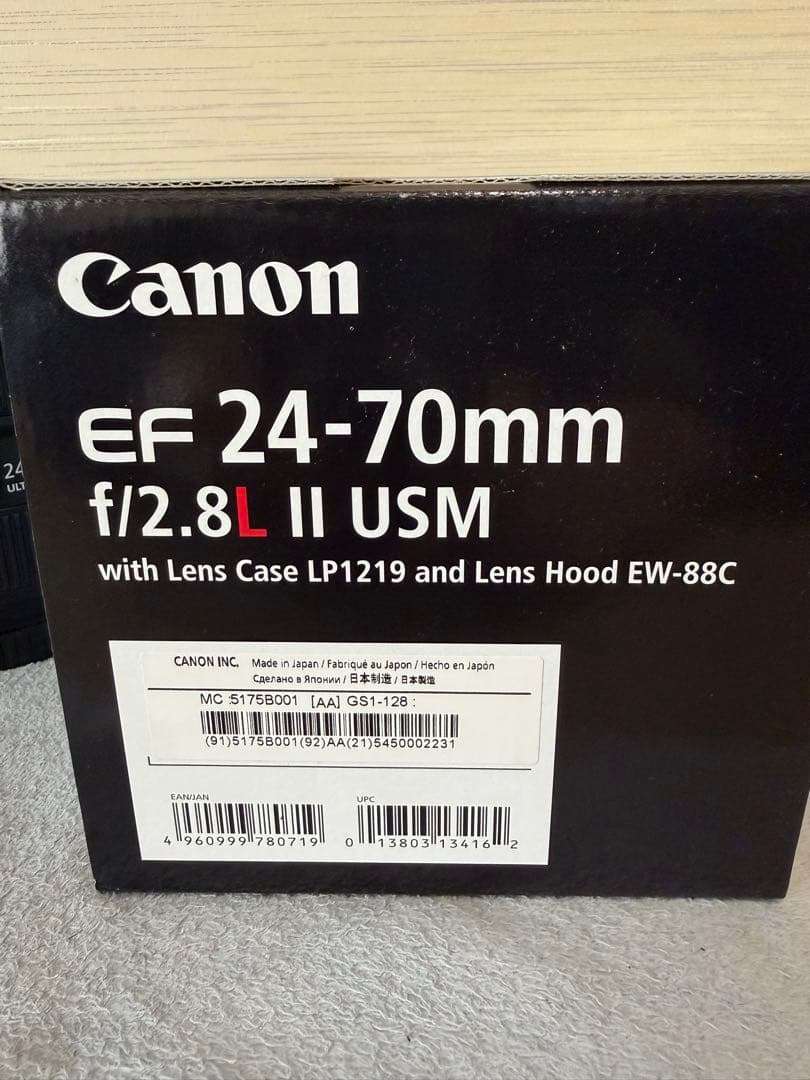 Canon
EF 24-70mm
f/2.8L II USM
with Lens Case LP1219 and Lens Hood EW-88C
CANON INC. Made in Japan / Fabriqué au Japon / Hecho en Japón
Сделано в Японии / 日本制造 / 日本製造
MC :5175B001 [AA] GS1-128 :
(91)5175B001(92)AA(21)5450002231
EAN/JAN
4 960999 780719
UPC
0 13803 13416 2
24
ULT